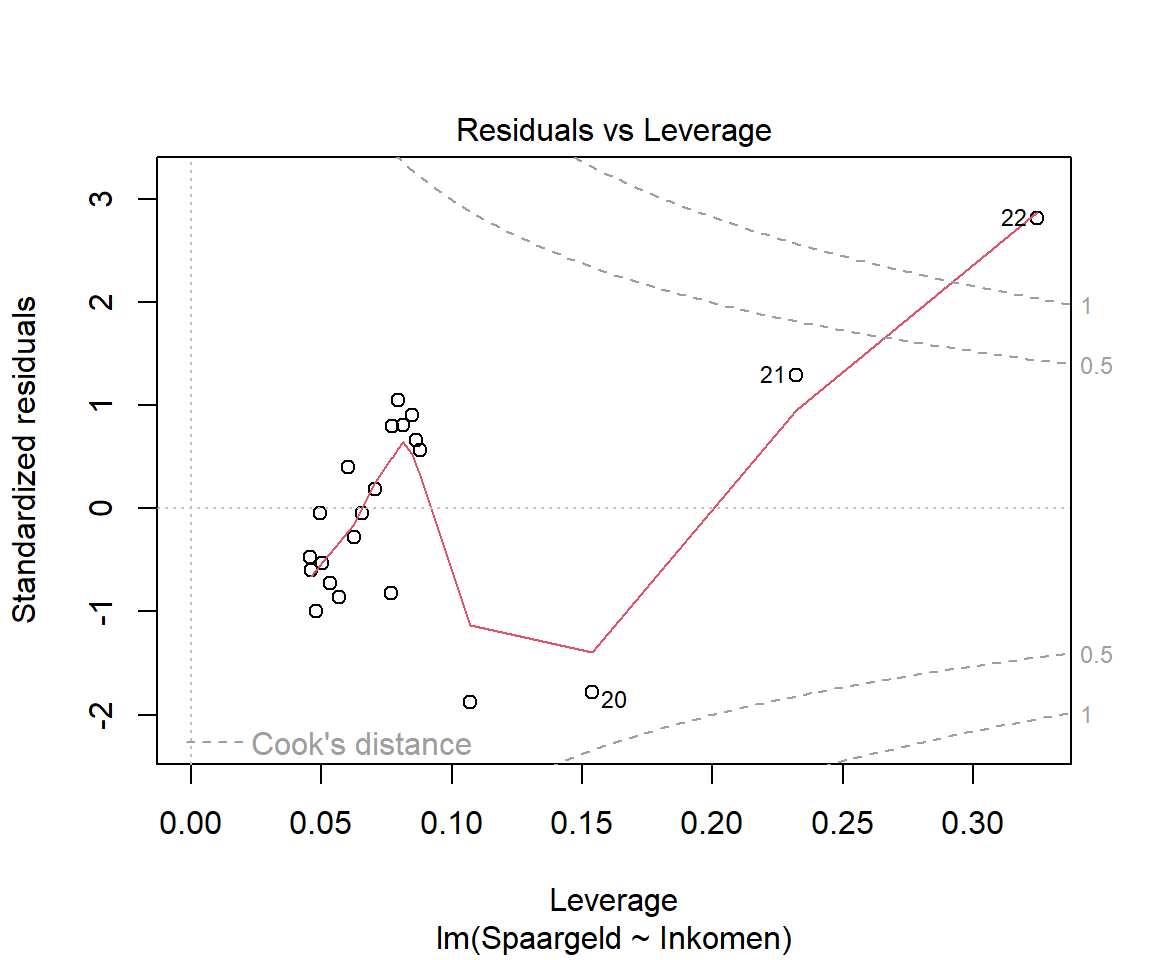 Residuals vs Leverage
Standardized residuals
3
2
1
0
-1
-2
22
21
20
1
0.5
0.5
1
Cook's distance
0.00 0.05 0.10 0.15 0.20 0.25 0.30
Leverage
lm(Spaargeld ~ Inkomen)